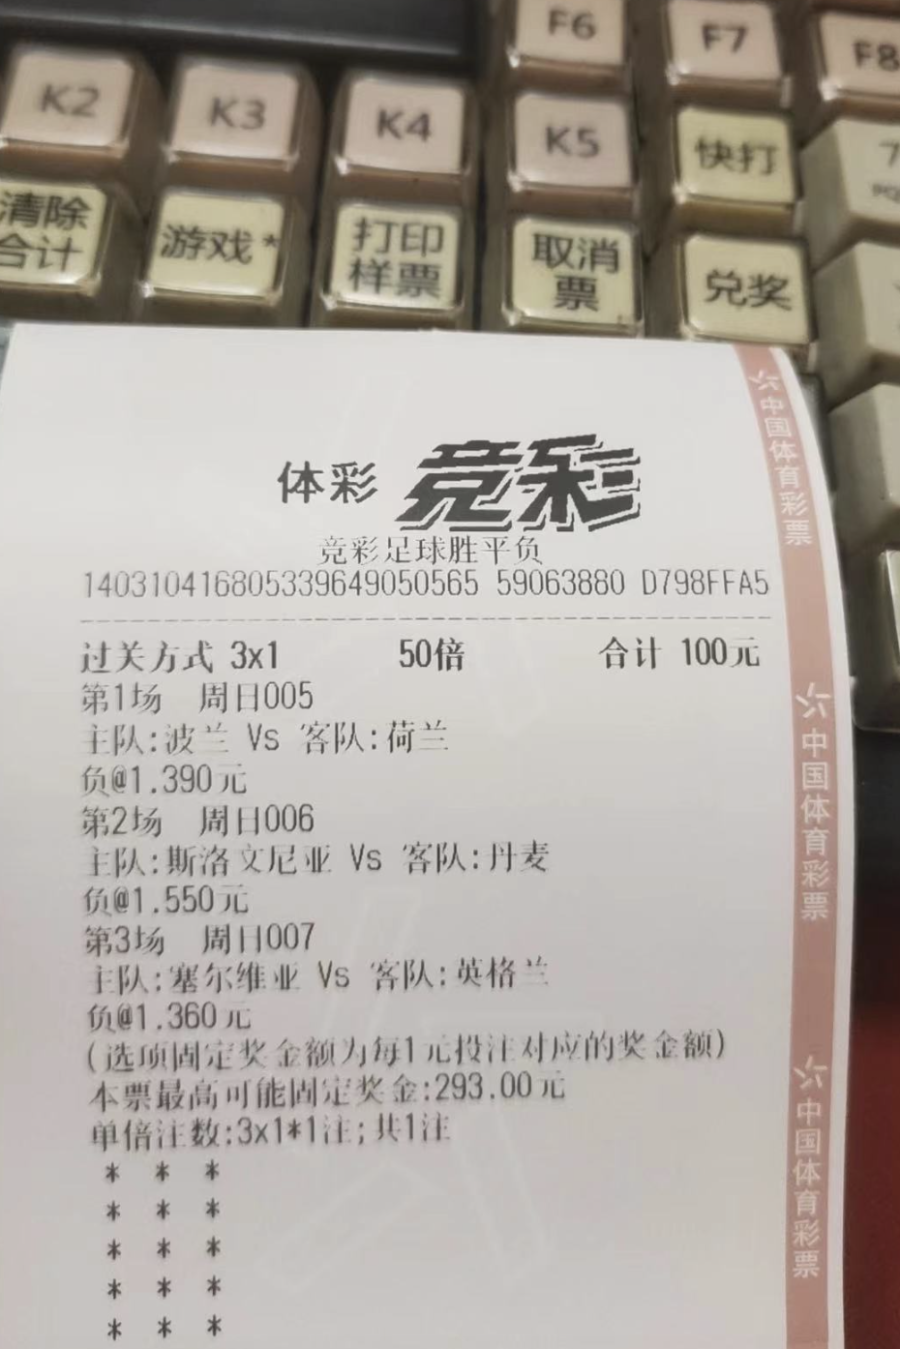 F6 F7 F8
K2 K3 K4 K5 快打 7
清除合计 游戏* 打印样票 取消票 兑奖
体彩 竞彩
竞彩足球胜平负
140310416805339649050565 59063880 D798FFA5
过关方式 3x1 50倍 合计 100元
第1场 周日005
主队:波兰 Vs 客队:荷兰
负@1.390元
第2场 周日006
主队:斯洛文尼亚 Vs 客队:丹麦
负@1.550元
第3场 周日007
主队:塞尔维亚 Vs 客队:英格兰
负@1.360元
(选项固定奖金额为每1元投注对应的奖金额)
本票最高可能固定奖金:293.00元
单倍注数:3x1*1注;共1注
* * *
* * *
* * *
* * *
* * *
中国体育彩票
中国体育彩票
中国体育彩票